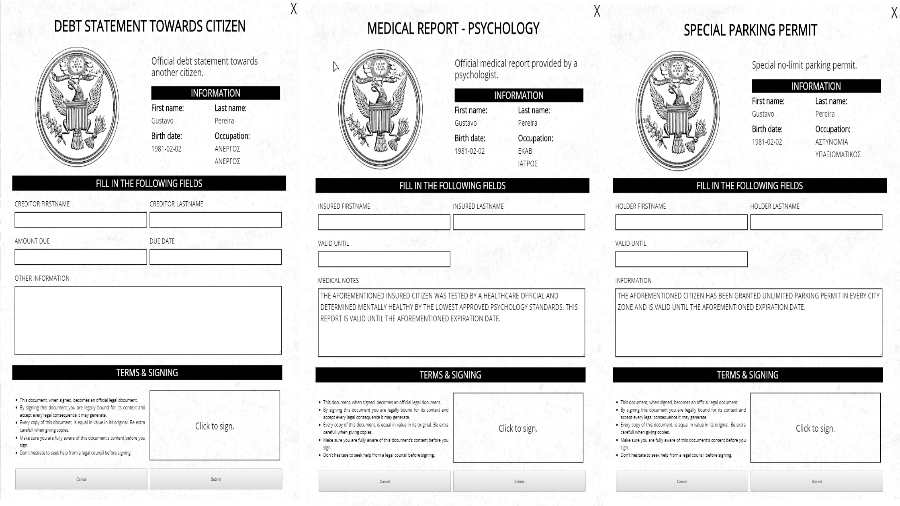 X
DEBT STATEMENT TOWARDS CITIZEN
Official debt statement towards
another citizen.
INFORMATION
First name: Last name:
Gustavo Pereira
Birth date: Occupation:
1981-02-02 ΑΝΕΡΓΟΣ
ΑΝΕΡΓΟΣ
FILL IN THE FOLLOWING FIELDS
CREDITOR FIRSTNAME CREDITOR LASTNAME
AMOUNT DUE DUE DATE
OTHER INFORMATION
TERMS & SIGNING
• This document, when signed, becomes an official legal document.
• By signing this document you are legally bound for its content and
accept every legal consequence it may generate.
• Every copy of this document, is equal in value in its original. Be extra
carefull when giving copies.
• Make sure you are fully aware of this document's content before you
sign.
• Don't hesitate to seek help from a legal counsil before signing.
Click to sign.
Cancel Submit
X
MEDICAL REPORT - PSYCHOLOGY
Official medical report provided by a
psychologist.
INFORMATION
First name: Last name:
Gustavo Pereira
Birth date: Occupation:
1981-02-02 ΕΚΑΒ
ΙΑΤΡΟΣ
FILL IN THE FOLLOWING FIELDS
INSURED FIRSTNAME INSURED LASTNAME
VALID UNTIL
MEDICAL NOTES
THE AFOREMENTIONED INSURED CITIZEN WAS TESTED BY A HEALTHCARE OFFICIAL AND
DETERMINED MENTALLY HEALTHY BY THE LOWEST APPROVED PSYCHOLOGY STANDARDS. THIS
REPORT IS VALID UNTIL THE AFOREMENTIONED EXPIRATION DATE.
TERMS & SIGNING
• This document, when signed, becomes an official legal document.
• By signing this document you are legally bound for its content and
accept every legal consequence it may generate.
• Every copy of this document, is equal in value in its original. Be extra
carefull when giving copies.
• Make sure you are fully aware of this document's content before you
sign.
• Don't hesitate to seek help from a legal counsil before signing.
Click to sign.
Cancel Submit
X
SPECIAL PARKING PERMIT
Special no-limit parking permit.
INFORMATION
First name: Last name:
Gustavo Pereira
Birth date: Occupation:
1981-02-02 ΑΣΤΥΝΟΜΙΑ
ΥΠΑΞΙΩΜΑΤΙΚΟΣ
FILL IN THE FOLLOWING FIELDS
HOLDER FIRSTNAME HOLDER LASTNAME
VALID UNTIL
INFORMATION
THE AFOREMENTIONED CITIZEN HAS BEEN GRANTED UNLIMITED PARKING PERMIT IN EVERY CITY
ZONE AND IS VALID UNTIL THE AFOREMENTIONED EXPIRATION DATE.
TERMS & SIGNING
• This document, when signed, becomes an official legal document.
• By signing this document you are legally bound for its content and
accept every legal consequence it may generate.
• Every copy of this document, is equal in value in its original. Be extra
carefull when giving copies.
• Make sure you are fully aware of this document's content before you
sign.
• Don't hesitate to seek help from a legal counsil before signing.
Click to sign.
Cancel Submit